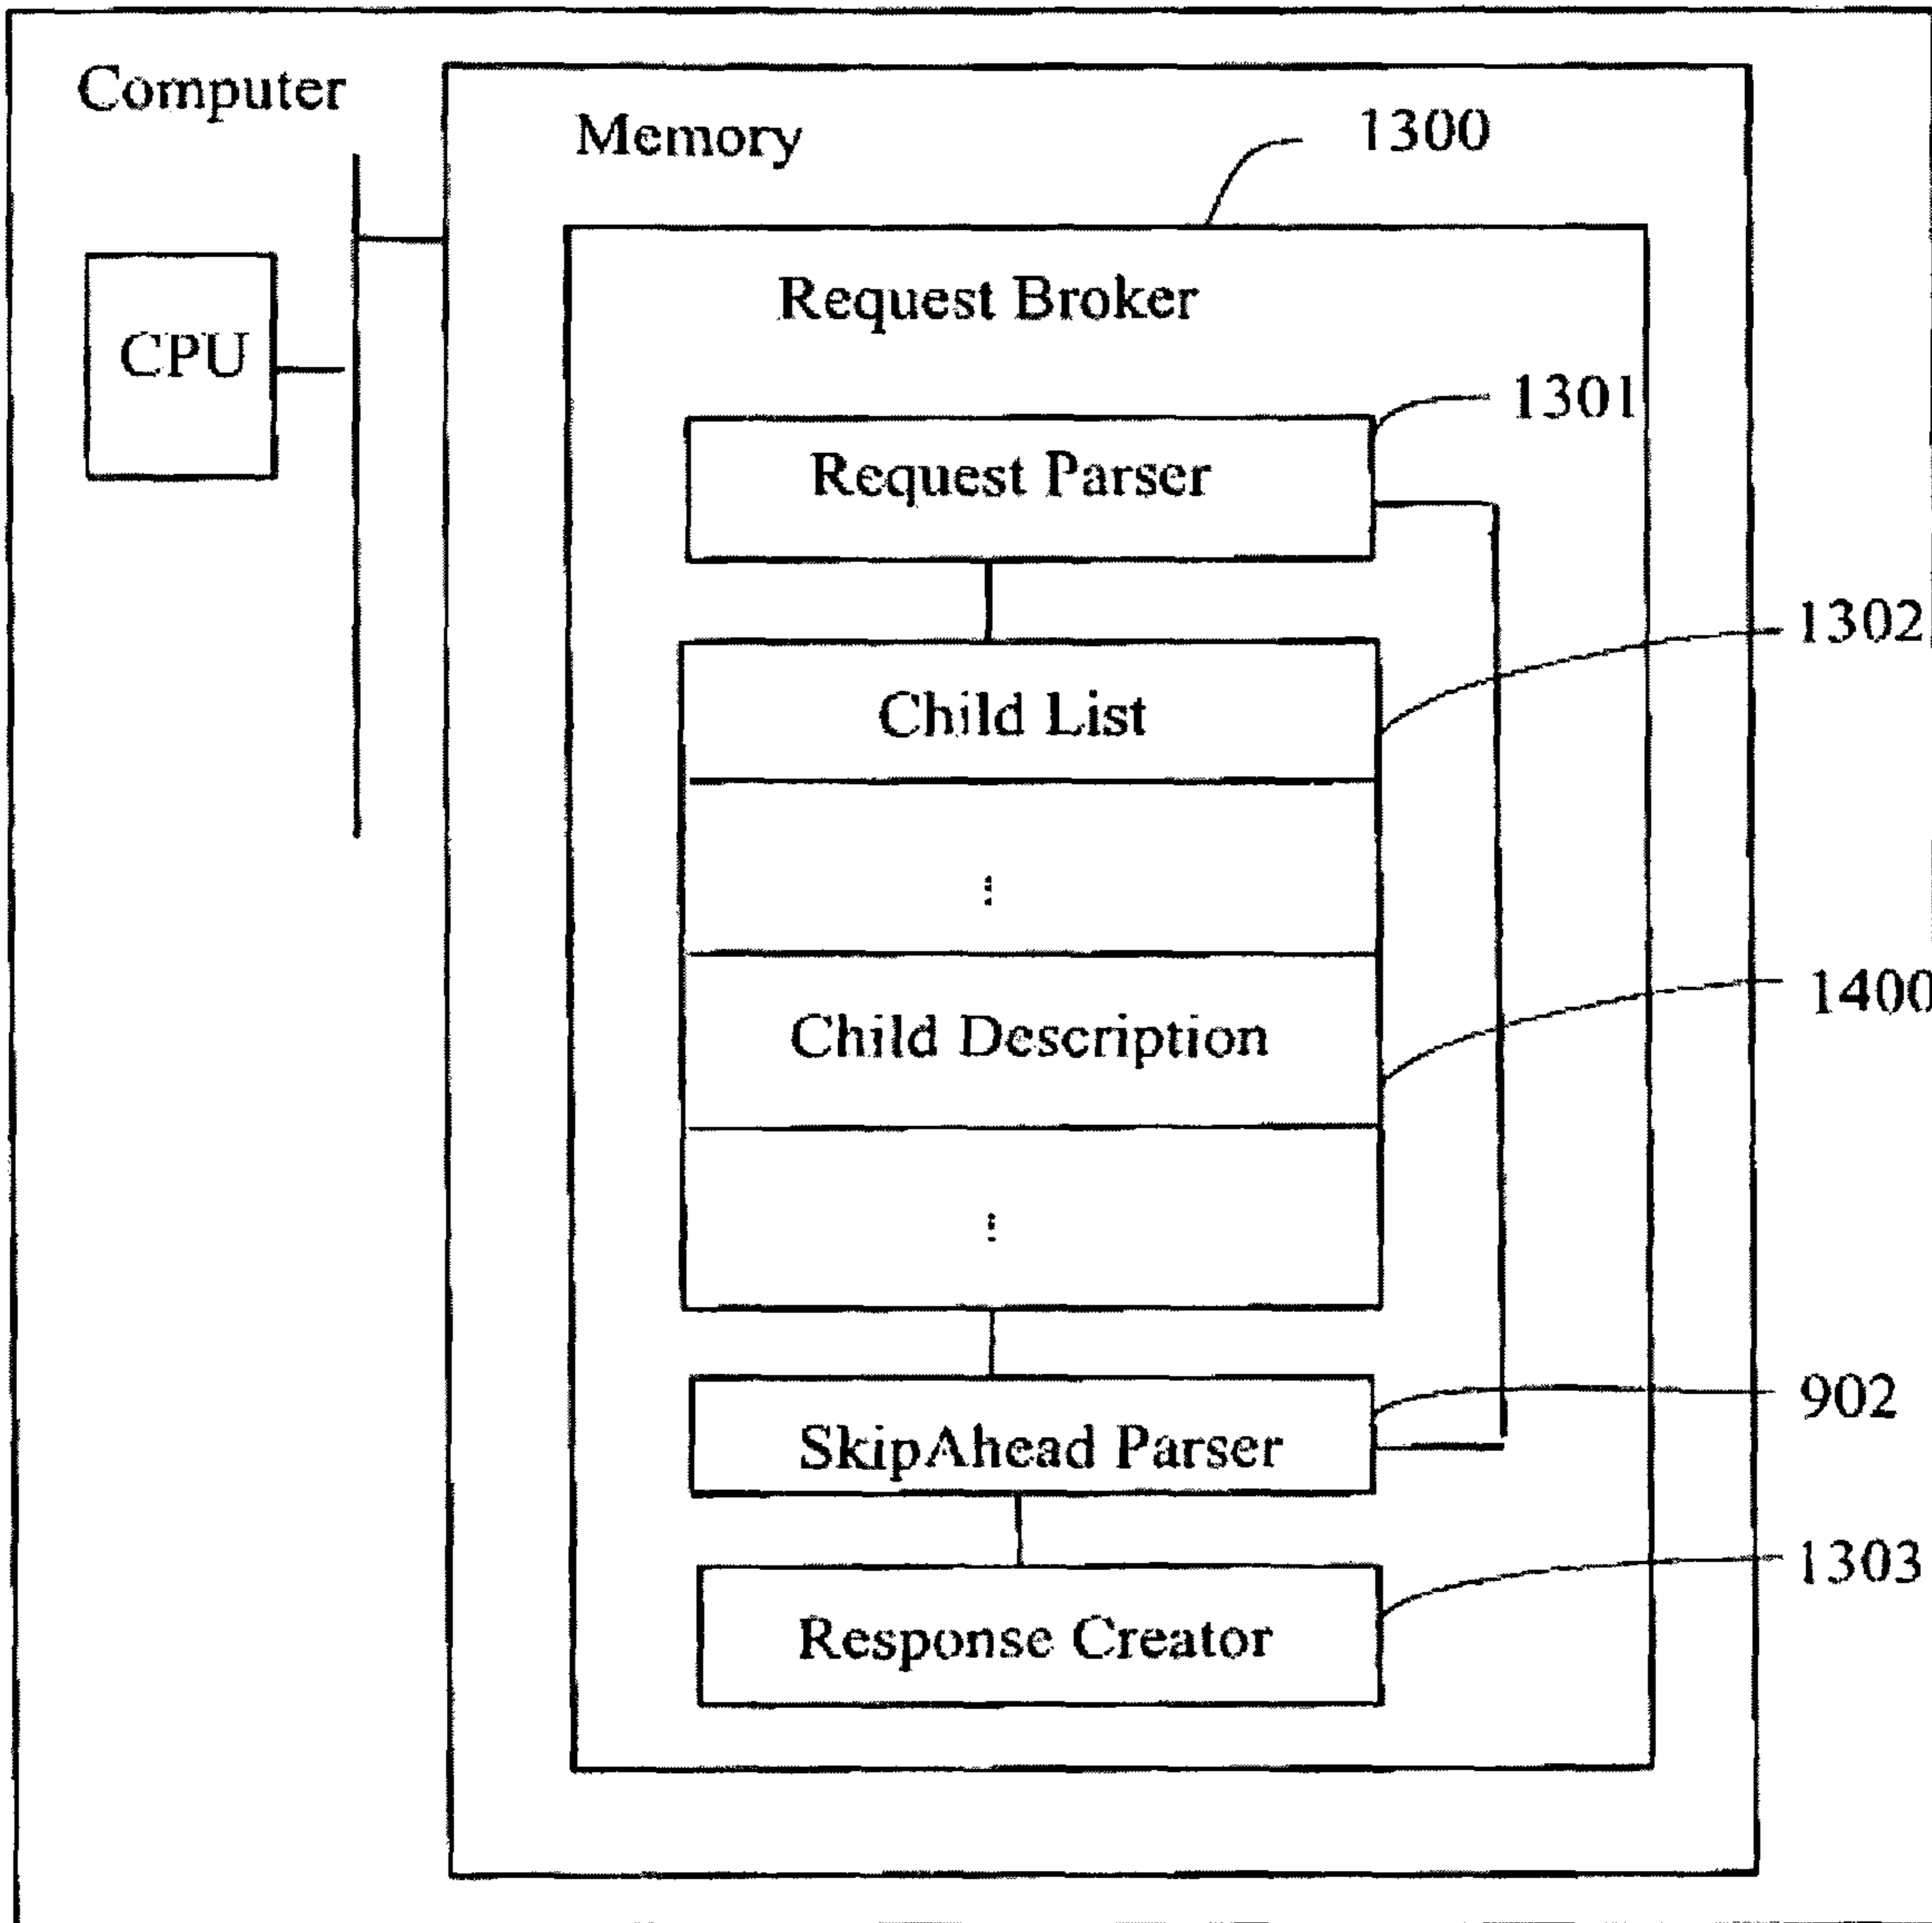 Computer
Memory
1300
Request Broker
CPU
1301
Request Parser
1302
Child List
⋮
1400
Child Description
⋮
902
SkipAhead Parser
1303
Response Creator